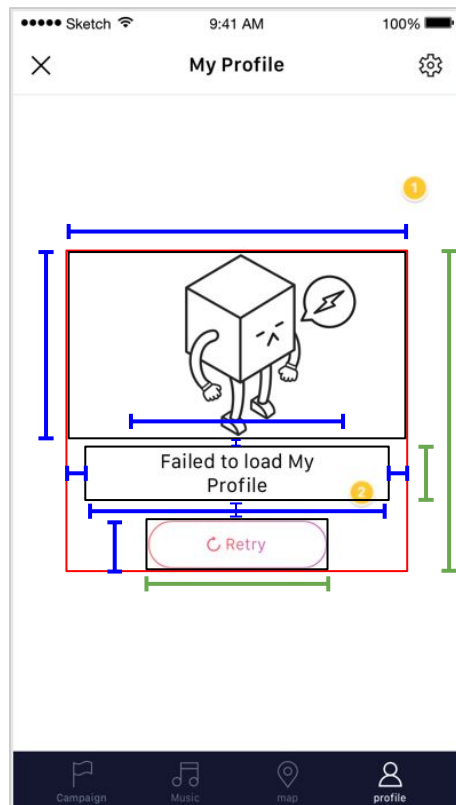 Sketch 9:41 AM 100%
My Profile
1
Failed to load My
Profile
2
Retry
Campaign Music map profile